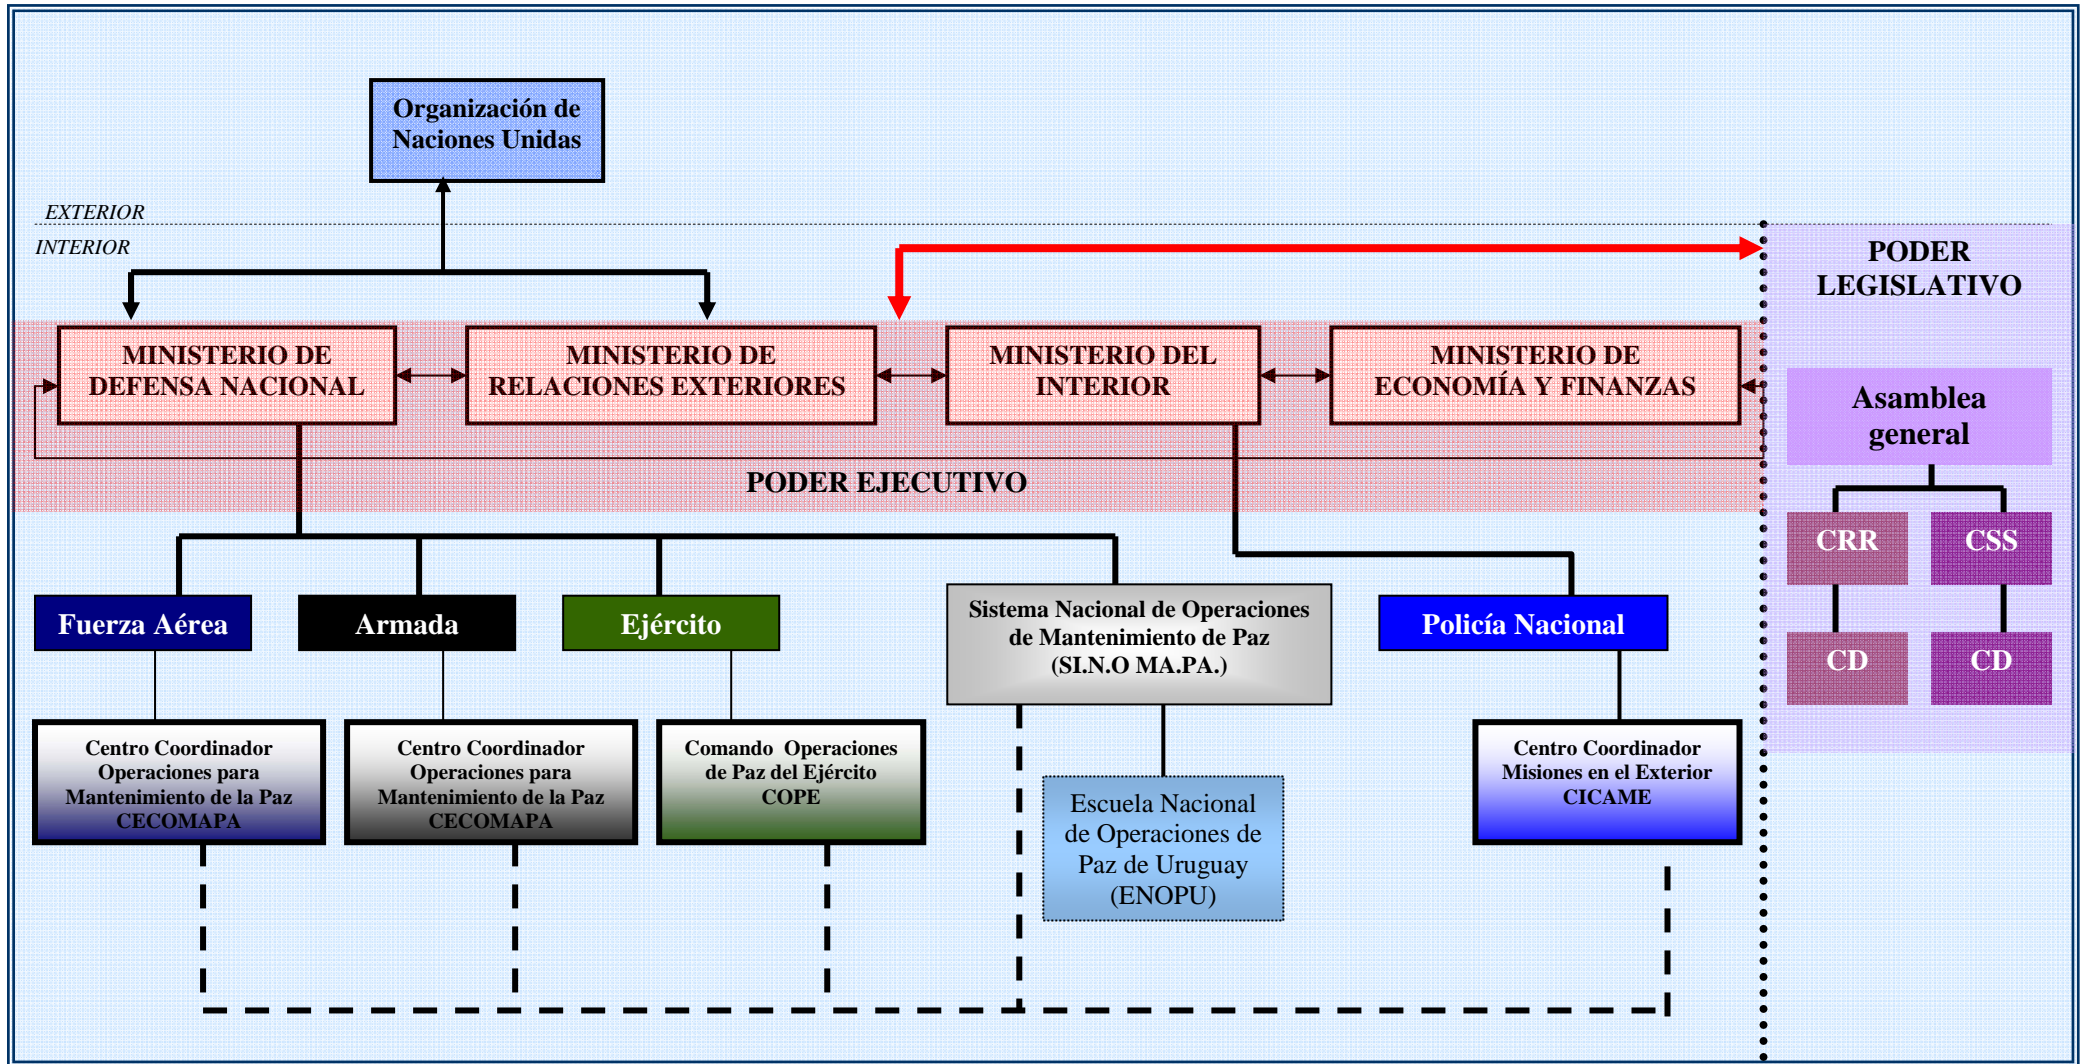 Organización de
Naciones Unidas
EXTERIOR
INTERIOR
PODER
LEGISLATIVO
MINISTERIO DE
DEFENSA NACIONAL
MINISTERIO DE
RELACIONES EXTERIORES
MINISTERIO DEL
INTERIOR
MINISTERIO DE
ECONOMÍA Y FINANZAS
PODER EJECUTIVO
Asamblea
general
CRR
CSS
CD
CD
Fuerza Aérea
Armada
Ejército
Sistema Nacional de Operaciones
de Mantenimiento de Paz
(SI.N.O MA.PA.)
Policía Nacional
Centro Coordinador
Operaciones para
Mantenimiento de la Paz
CECOMAPA
Centro Coordinador
Operaciones para
Mantenimiento de la Paz
CECOMAPA
Comando Operaciones
de Paz del Ejército
COPE
Escuela Nacional
de Operaciones de
Paz de Uruguay
(ENOPU)
Centro Coordinador
Misiones en el Exterior
CICAME